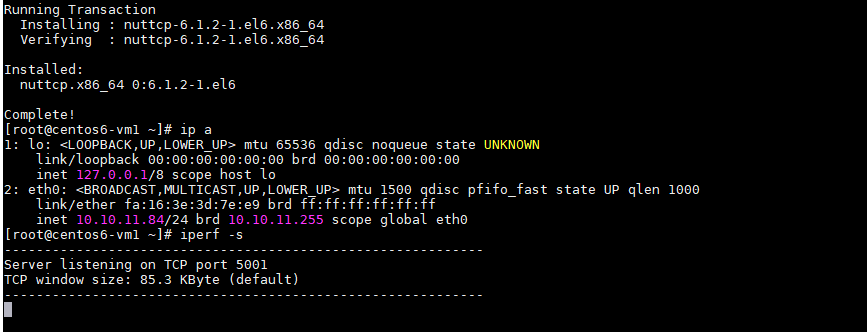 Running Transaction
  Installing : nuttcp-6.1.2-1.el6.x86_64
  Verifying  : nuttcp-6.1.2-1.el6.x86_64

Installed:
  nuttcp.x86_64 0:6.1.2-1.el6

Complete!
[root@centos6-vm1 ~]# ip a
1: lo: <LOOPBACK,UP,LOWER_UP> mtu 65536 qdisc noqueue state UNKNOWN
    link/loopback 00:00:00:00:00:00 brd 00:00:00:00:00:00
    inet 127.0.0.1/8 scope host lo
2: eth0: <BROADCAST,MULTICAST,UP,LOWER_UP> mtu 1500 qdisc pfifo_fast state UP qlen 1000
    link/ether fa:16:3e:3d:7e:e9 brd ff:ff:ff:ff:ff:ff
    inet 10.10.11.84/24 brd 10.10.11.255 scope global eth0
[root@centos6-vm1 ~]# iperf -s
------------------------------------------------------------
Server listening on TCP port 5001
TCP window size: 85.3 KByte (default)
------------------------------------------------------------